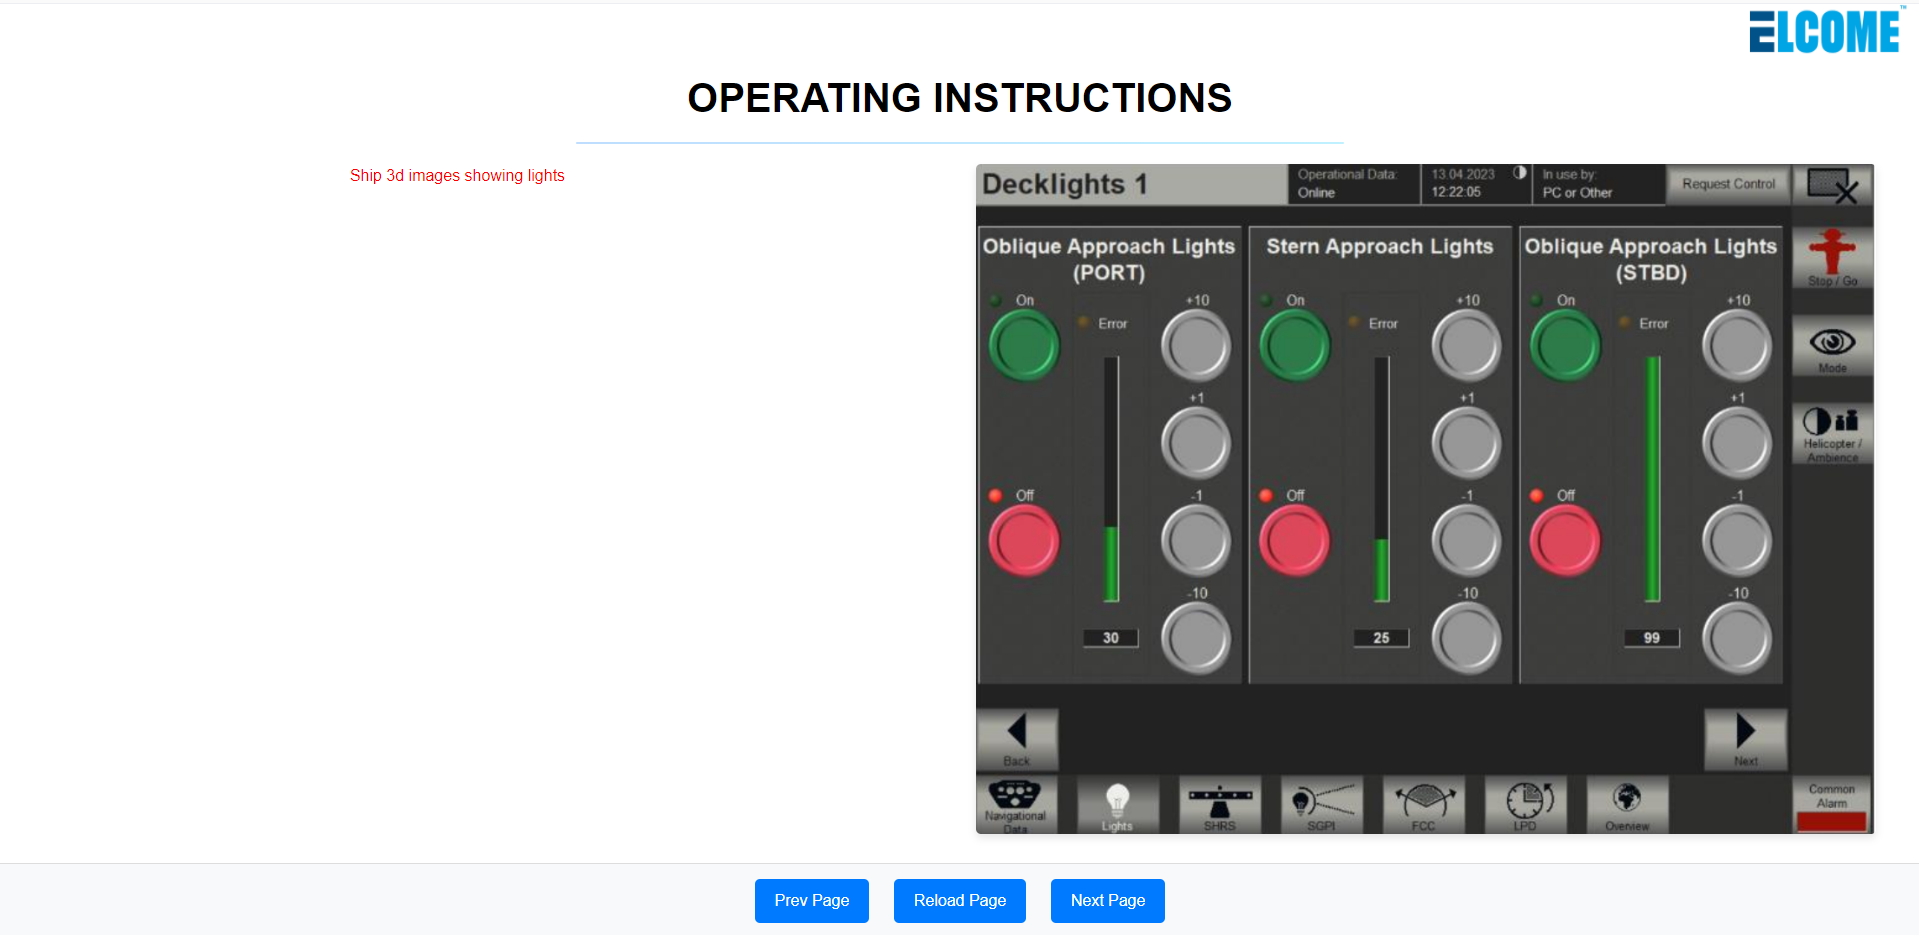 ELCOME™
OPERATING INSTRUCTIONS
Ship 3d images showing lights
Decklights 1
Operational Data:
Online
13.04.2023
12:22:05
In use by:
PC or Other
Request Control
Oblique Approach Lights
(PORT)
On
Error
+10
+1
Off
-1
-10
30
Stern Approach Lights
On
Error
+10
+1
Off
-1
-10
25
Oblique Approach Lights
(STBD)
On
Error
+10
+1
Off
-1
-10
99
Stop / Go
Mode
Helicopter /
Ambience
Back
Next
Navigational
Data
Lights
SHRS
SGPI
FCC
LPD
Overview
Common
Alarm
Prev Page
Reload Page
Next Page